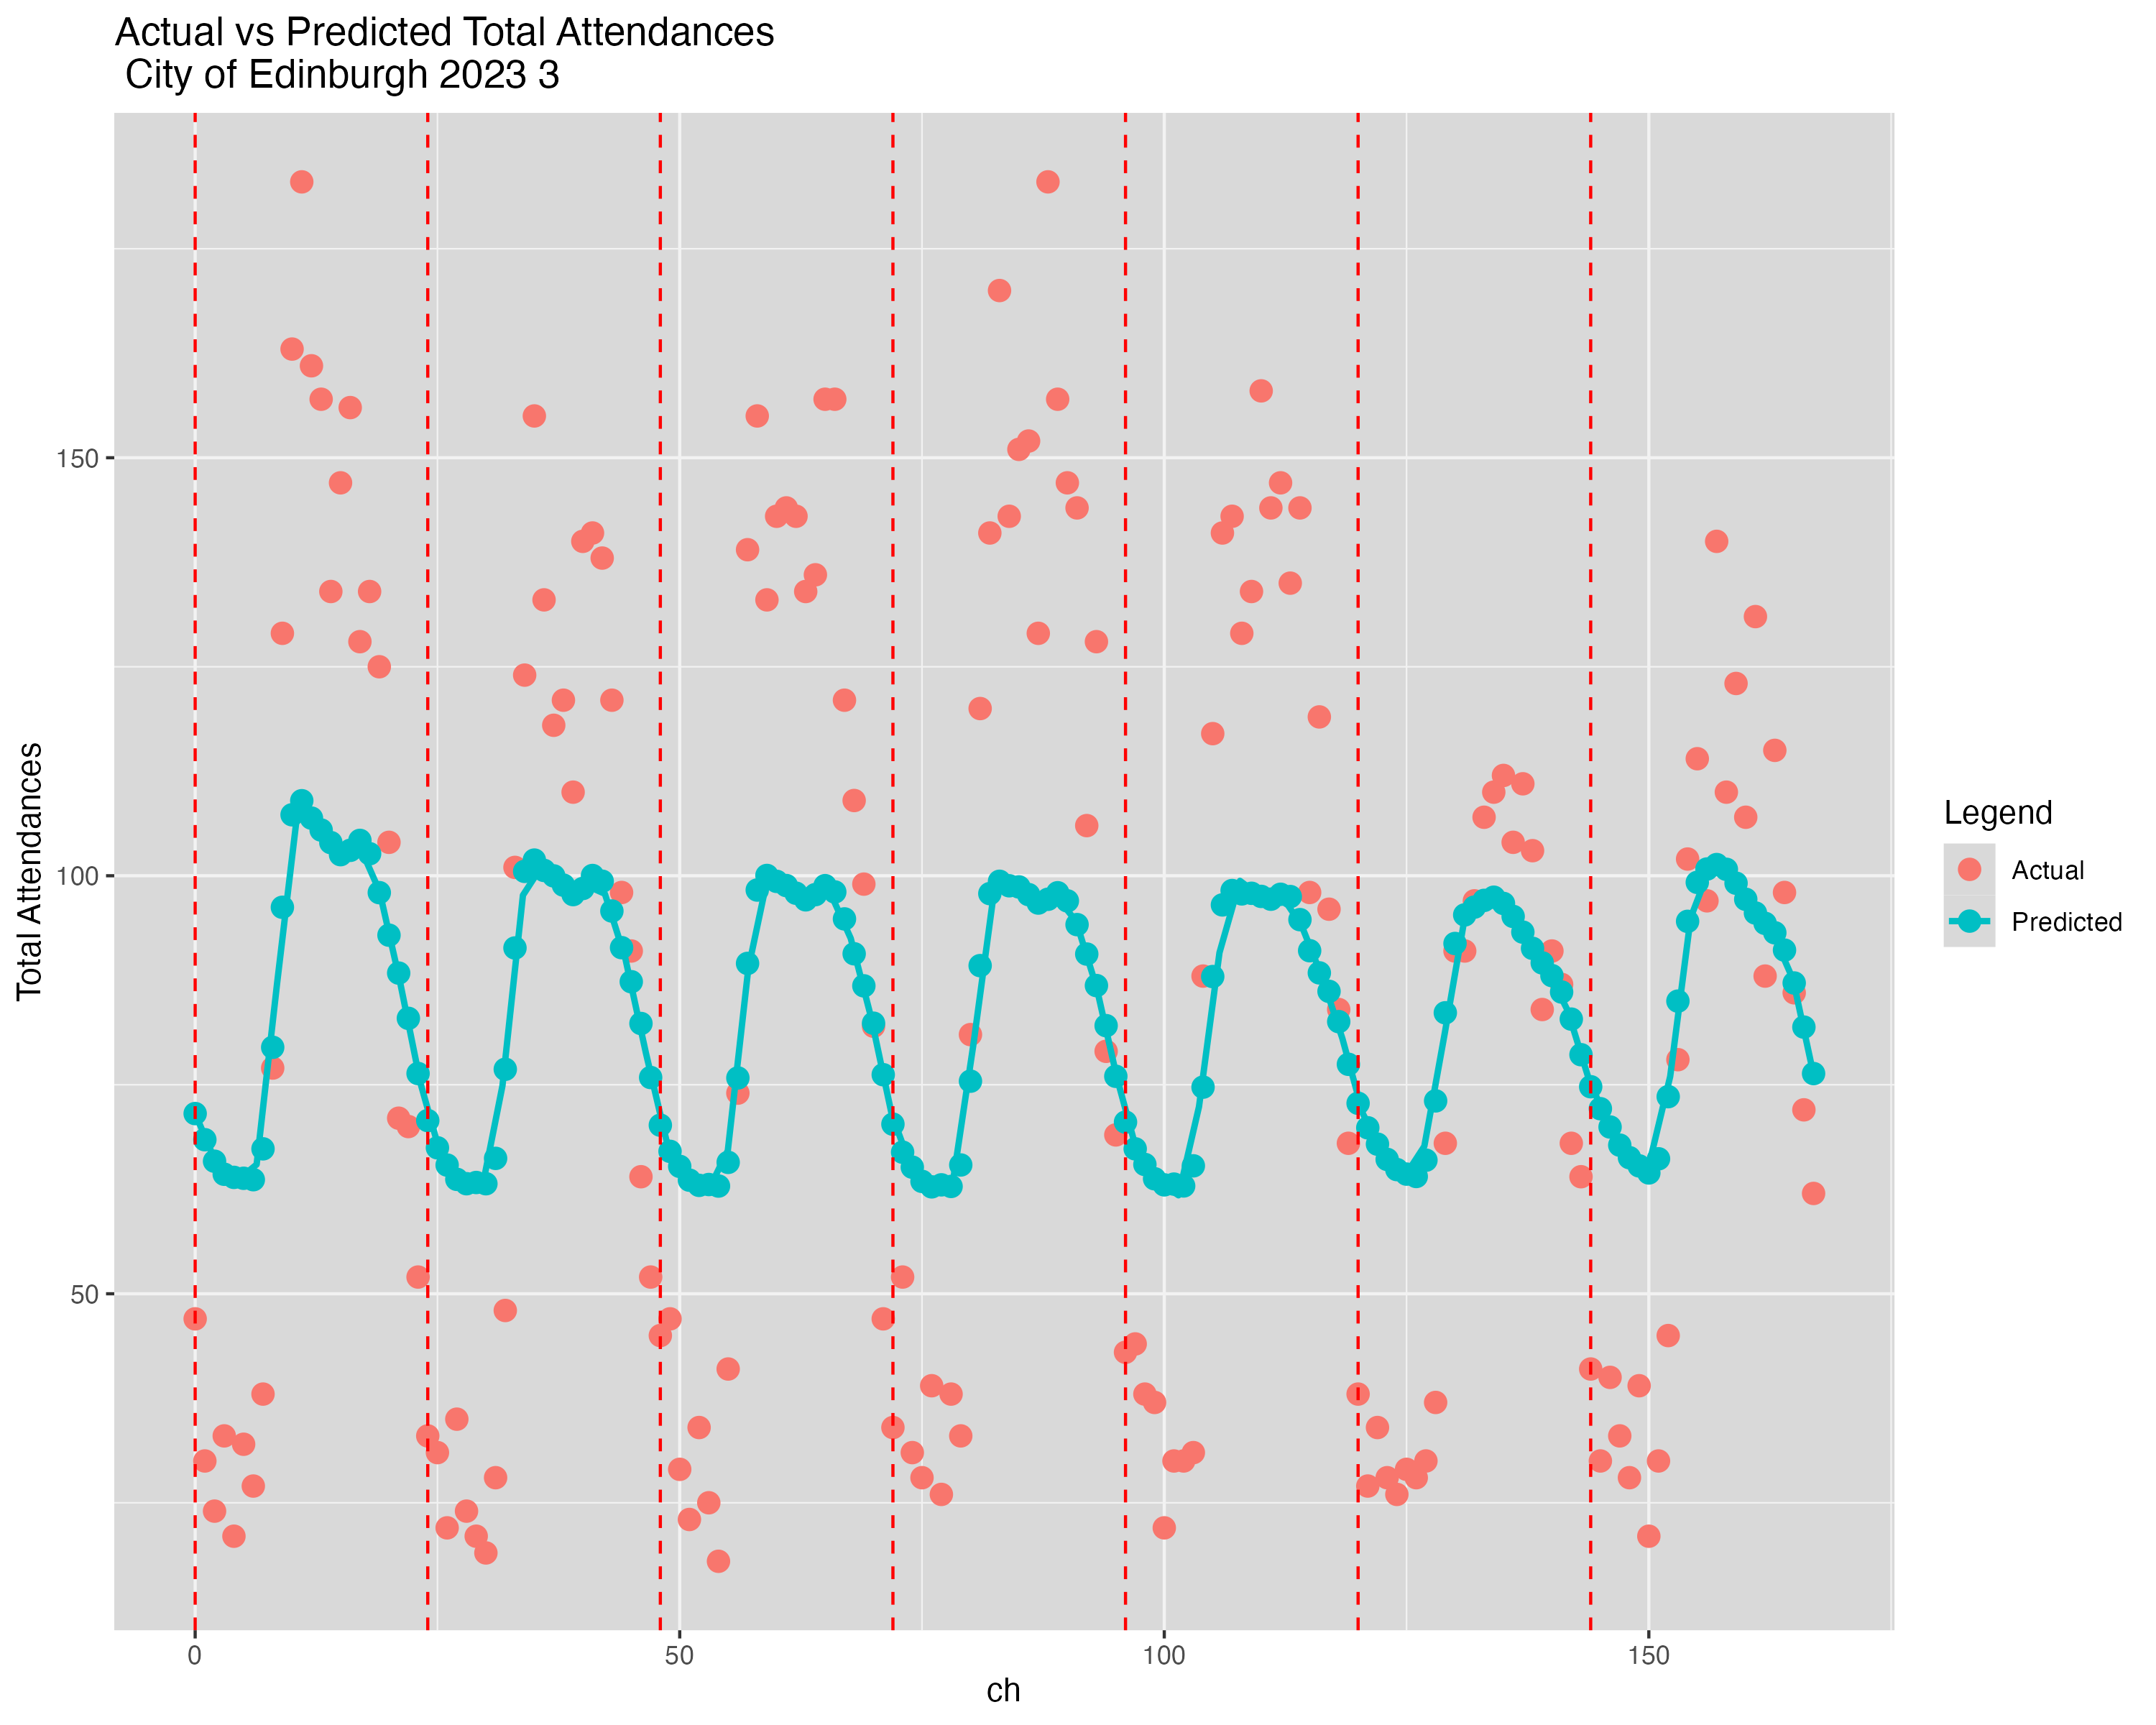 Actual vs Predicted Total Attendances
City of Edinburgh 2023 3
Total Attendances
150
100
50
0
50
100
150
ch
Legend
Actual
Predicted